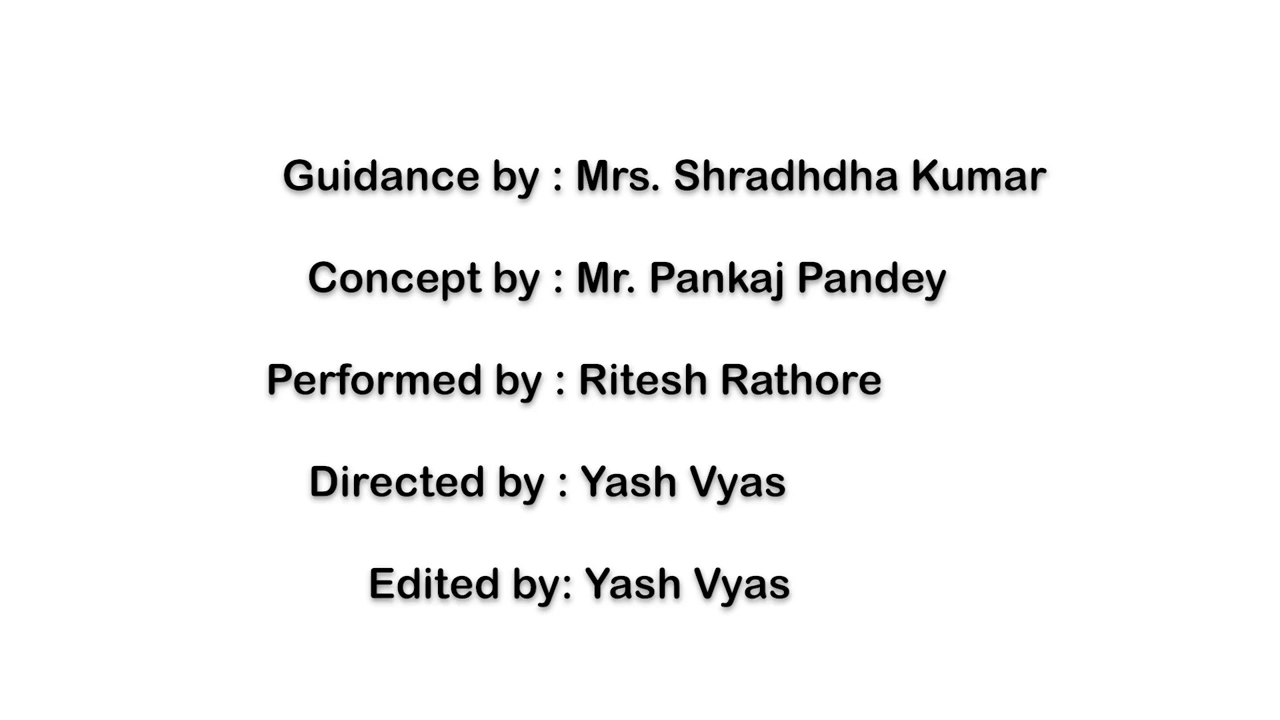 Guidance by : Mrs. Shradhdha Kumar
Concept by : Mr. Pankaj Pandey
Performed by : Ritesh Rathore
Directed by : Yash Vyas
Edited by: Yash Vyas